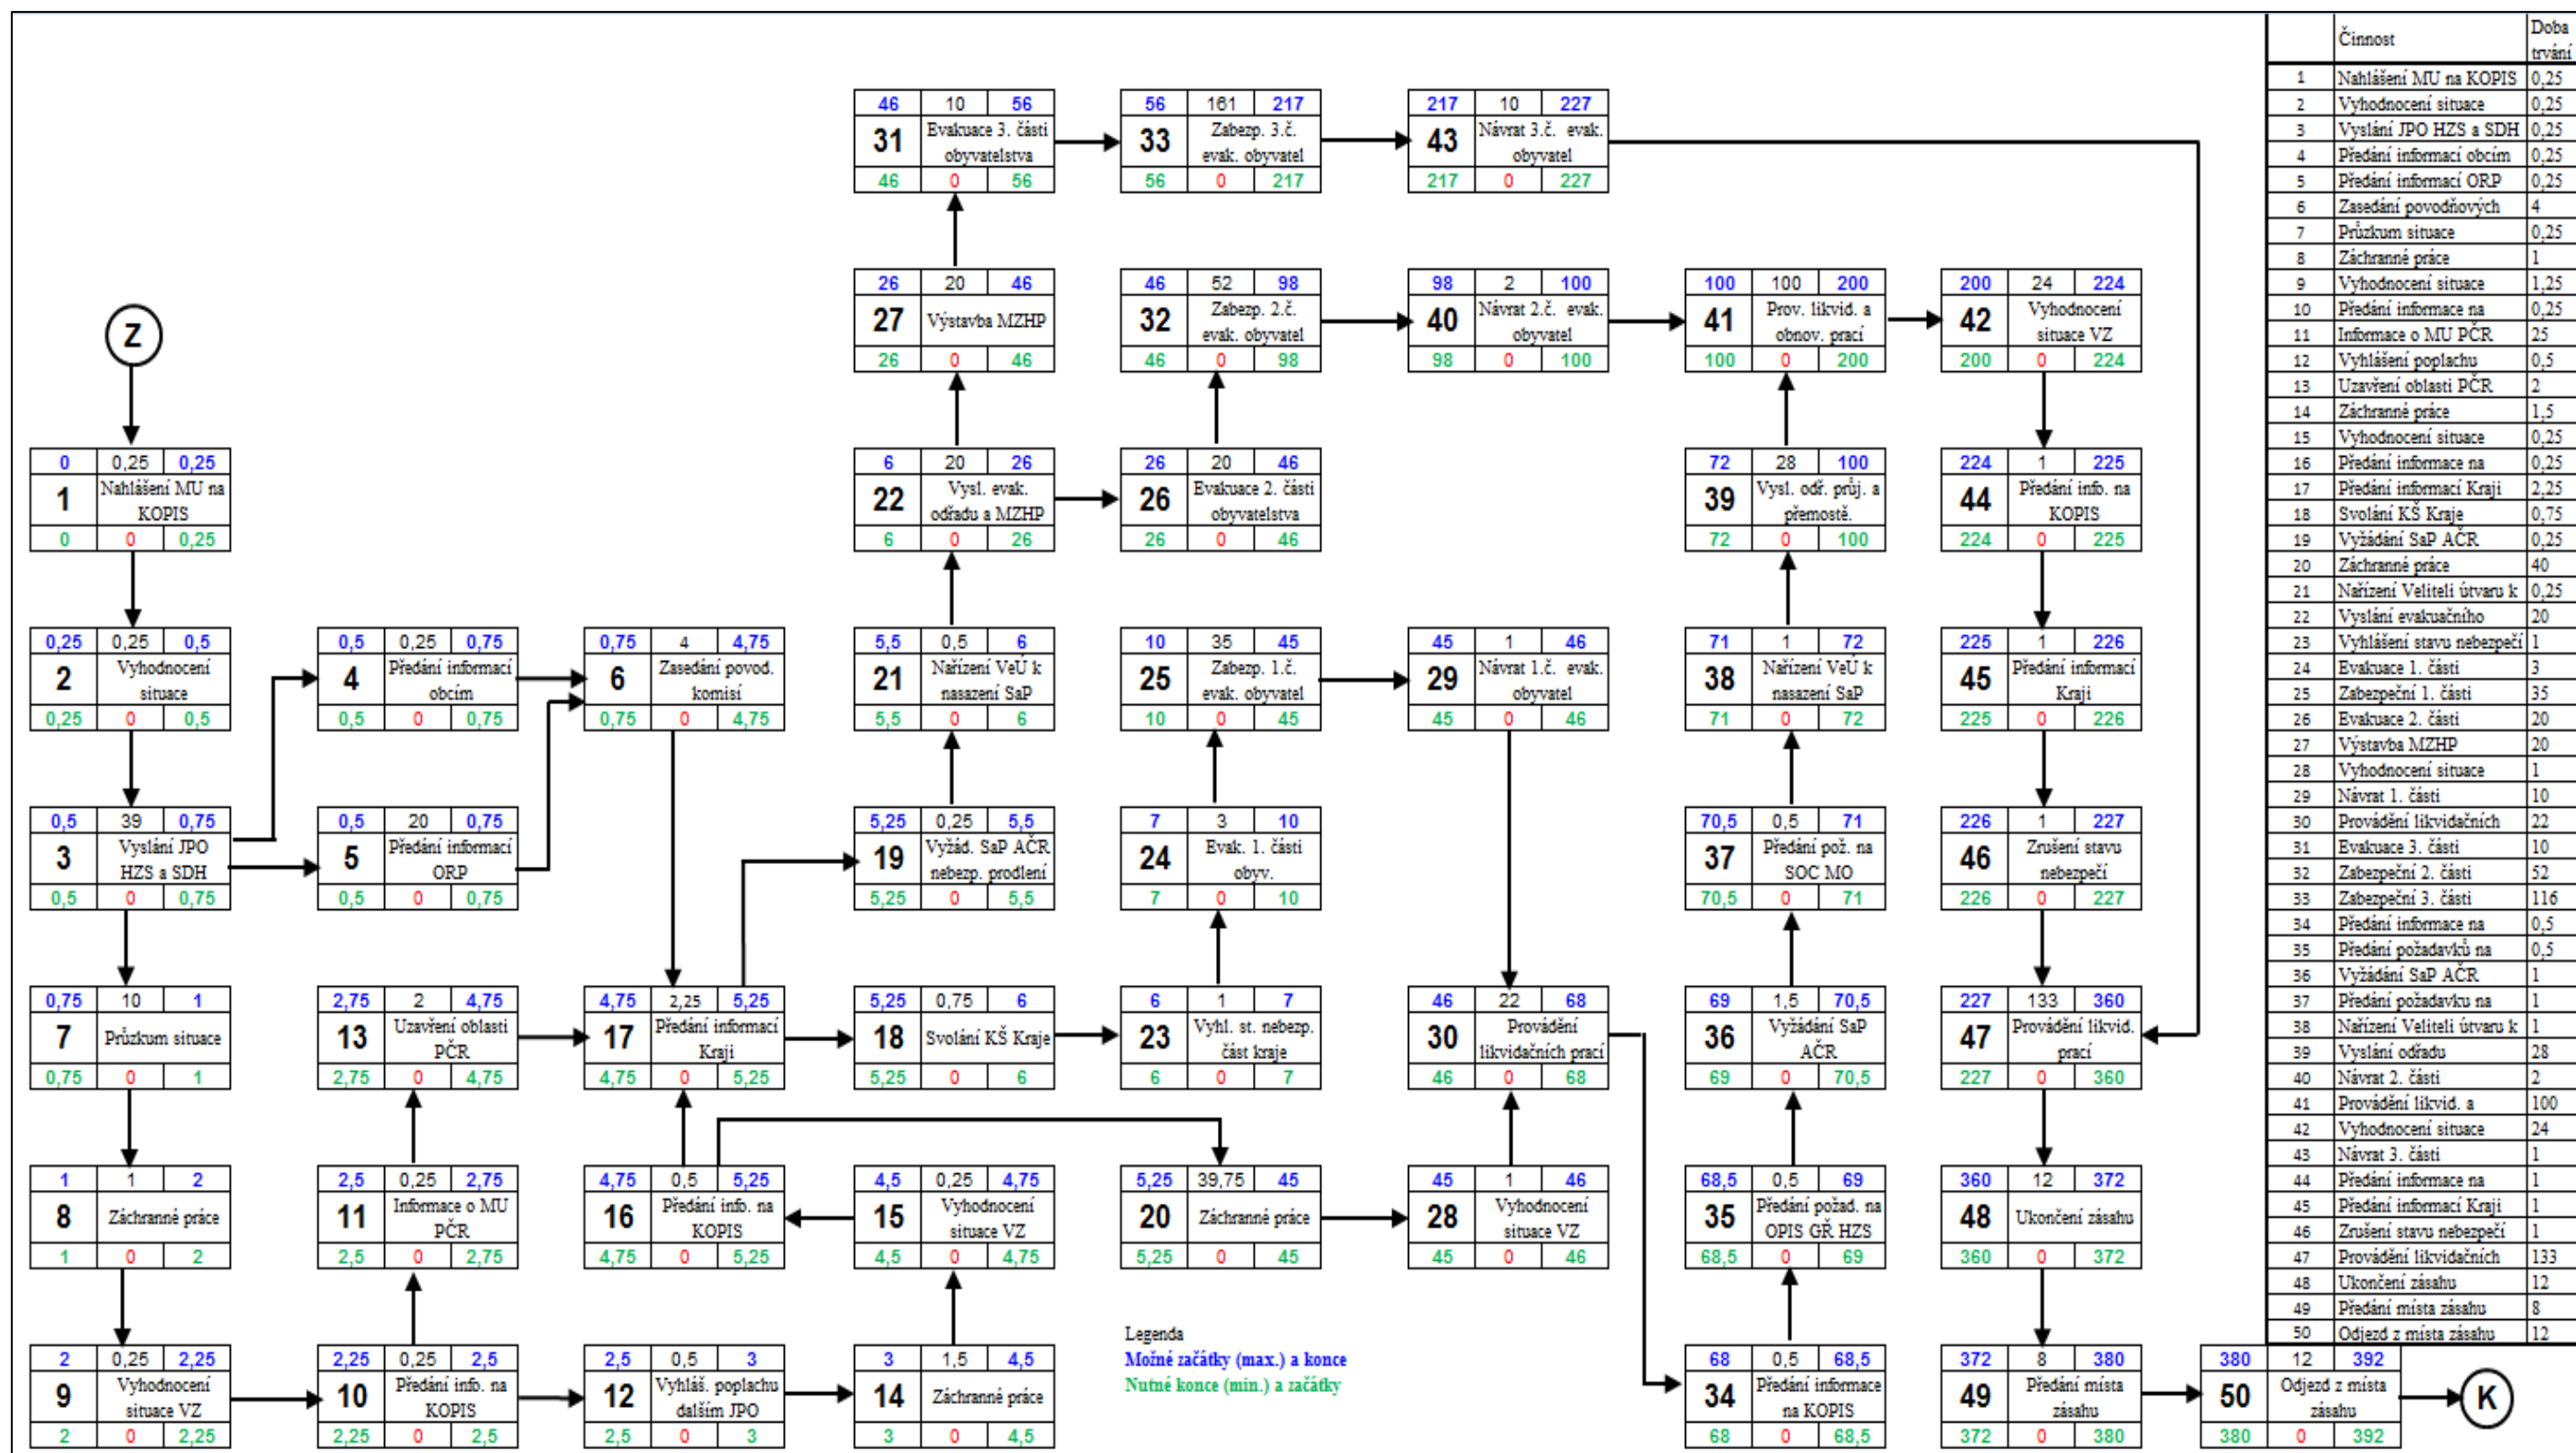 Z
0 0,25 0,25
1 Nahlášení MU na
KOPIS
0 0 0,25
0,25 0,25 0,5
2 Vyhodnocení
situace
0,25 0 0,5
0,5 39 0,75
3 Vyslání JPO
HZS a SDH
0,5 0 0,75
0,75 10 1
7 Průzkum situace
0,75 0 1
1 1 2
8 Záchranné práce
1 0 2
2 0,25 2,25
9 Vyhodnocení
situace VZ
2 0 2,25
0,5 0,25 0,75
4 Předání informací
obcím
0,5 0 0,75
0,5 20 0,75
5 Předání informací
ORP
0,5 0 0,75
2,75 2 4,75
13 Uzavření oblasti
PČR
2,75 0 4,75
2,5 0,25 2,75
11 Informace o MU
PČR
2,5 0 2,75
2,25 0,25 2,5
10 Předání info. na
KOPIS
2,25 0 2,5
0,75 4 4,75
6 Zasedání povod.
komisí
0,75 0 4,75
4,75 2,25 5,25
17 Předání informací
Kraji
4,75 0 5,25
4,75 0,5 5,25
16 Předání info. na
KOPIS
4,75 0 5,25
2,5 0,5 3
12 Vyhláš. poplachu
dalším JPO
2,5 0 3
46 10 56
31 Evakuace 3. části
obyvatelstva
46 0 56
26 20 46
27 Výstavba MZHP
26 0 46
6 20 26
22 Vysl. evak.
odřadu a MZHP
6 0 26
5,5 0,5 6
21 Nařízení VeÚ k
nasazení SaP
5,5 0 6
5,25 0,25 5,5
19 Vyžád. SaP AČR
nebezp. prodlení
5,25 0 5,5
5,25 0,75 6
18 Svolání KŠ Kraje
5,25 0 6
4,5 0,25 4,75
15 Vyhodnocení
situace VZ
4,5 0 4,75
3 1,5 4,5
14 Záchranné práce
3 0 4,5
56 161 217
33 Zabezp. 3.č.
evak. obyvatel
56 0 217
46 52 98
32 Zabezp. 2.č.
evak. obyvatel
46 0 98
26 20 46
26 Evakuace 2. části
obyvatelstva
26 0 46
10 35 45
25 Zabezp. 1.č.
evak. obyvatel
10 0 45
7 3 10
24 Evak. 1. části
obyv.
7 0 10
6 1 7
23 Vyhl. st. nebezp.
část kraje
6 0 7
5,25 39,75 45
20 Záchranné práce
5,25 0 45
Legenda
Možné začátky (max.) a konce
Nutné konce (min.) a začátky
217 10 227
43 Návrat 3.č. evak.
obyvatel
217 0 227
98 2 100
40 Návrat 2.č. evak.
obyvatel
98 0 100
45 1 46
29 Návrat 1.č. evak.
obyvatel
45 0 46
46 22 68
30 Provádění
likvidačních prací
46 0 68
45 1 46
28 Vyhodnocení
situace VZ
45 0 46
100 100 200
41 Prov. likvid. a
obnov. prací
100 0 200
72 28 100
39 Vysl. odř. průj. a
přemostě.
72 0 100
71 1 72
38 Nařízení VeÚ k
nasazení SaP
71 0 72
70,5 0,5 71
37 Předání pož. na
SOC MO
70,5 0 71
69 1,5 70,5
36 Vyžádání SaP
AČR
69 0 70,5
68,5 0,5 69
35 Předání požad. na
OPIS GŘ HZS
68,5 0 69
68 0,5 68,5
34 Předání informace
na KOPIS
68 0 68,5
200 24 224
42 Vyhodnocení
situace VZ
200 0 224
224 1 225
44 Předání info. na
KOPIS
224 0 225
225 1 226
45 Předání informací
Kraji
225 0 226
226 1 227
46 Zrušení stavu
nebezpečí
226 0 227
227 133 360
47 Provádění likvid.
prací
227 0 360
360 12 372
48 Ukončení zásahu
360 0 372
372 8 380
49 Předání místa
zásahu
372 0 380
380 12 392
50 Odjezd z místa
zásahu
380 0 392
K
Činnost Doba
trvání
1 Nahlášení MU na KOPIS 0,25
2 Vyhodnocení situace 0,25
3 Vyslání JPO HZS a SDH 0,25
4 Předání informací obcím 0,25
5 Předání informací ORP 0,25
6 Zasedání povodňových 4
7 Průzkum situace 0,25
8 Záchranné práce 1
9 Vyhodnocení situace 1,25
10 Předání informace na 0,25
11 Informace o MU PČR 25
12 Vyhlášení poplachu 0,5
13 Uzavření oblasti PČR 2
14 Záchranné práce 1,5
15 Vyhodnocení situace 0,25
16 Předání informace na 0,25
17 Předání informací Kraji 2,25
18 Svolání KŠ Kraje 0,75
19 Vyžádání SaP AČR 0,25
20 Záchranné práce 40
21 Nařízení Veliteli útvaru k 0,25
22 Vyslání evakuačního 20
23 Vyhlášení stavu nebezpečí 1
24 Evakuace 1. části 3
25 Zabezpeční 1. části 35
26 Evakuace 2. části 20
27 Výstavba MZHP 20
28 Vyhodnocení situace 1
29 Návrat 1. části 10
30 Provádění likvidačních 22
31 Evakuace 3. části 10
32 Zabezpeční 2. části 52
33 Zabezpeční 3. části 116
34 Předání informace na 0,5
35 Předání požadavků na 0,5
36 Vyžádání SaP AČR 1
37 Předání požadavku na 1
38 Nařízení Veliteli útvaru k 1
39 Vyslání odřadu 28
40 Návrat 2. části 2
41 Provádění likvid. a 100
42 Vyhodnocení situace 24
43 Návrat 3. části 1
44 Předání informace na 1
45 Předání informací Kraji 1
46 Zrušení stavu nebezpečí 1
47 Provádění likvidačních 133
48 Ukončení zásahu 12
49 Předání místa zásahu 8
50 Odjezd z místa zásahu 12